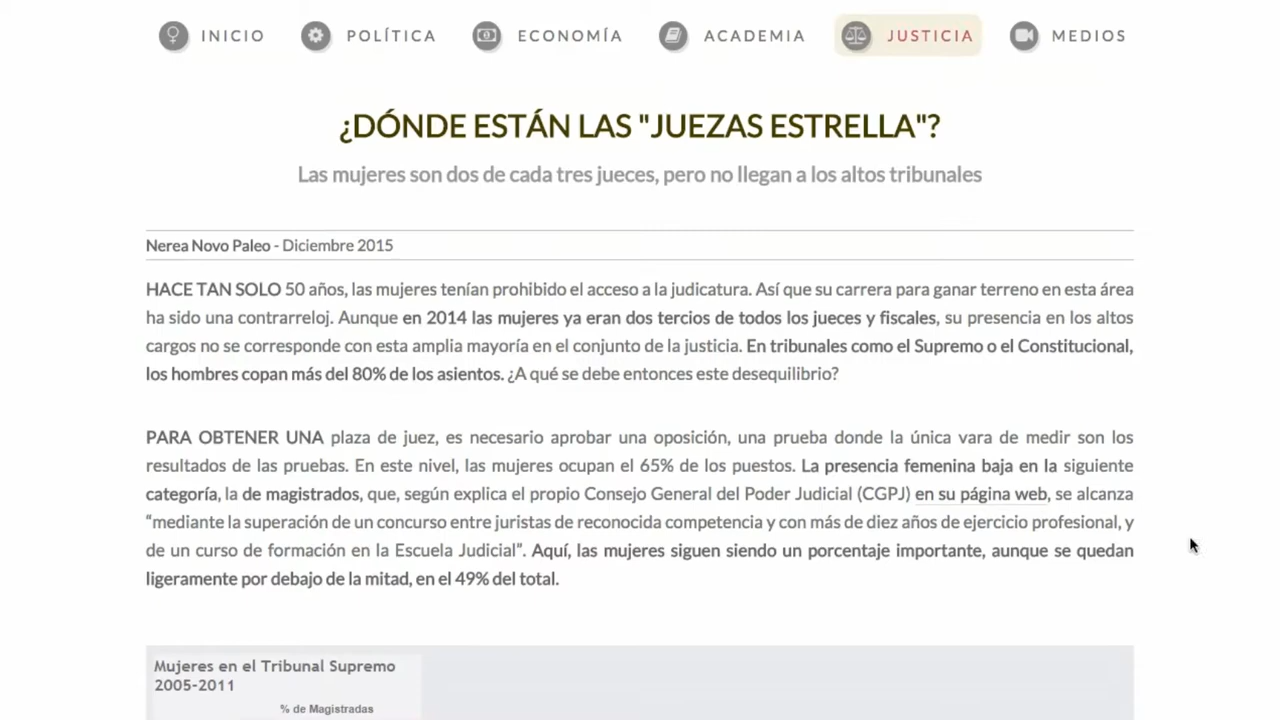 INICIO POLÍTICA ECONOMÍA ACADEMIA JUSTICIA MEDIOS
¿DÓNDE ESTÁN LAS "JUEZAS ESTRELLA"?
Las mujeres son dos de cada tres jueces, pero no llegan a los altos tribunales
Nerea Novo Paleo - Diciembre 2015
HACE TAN SOLO 50 años, las mujeres tenían prohibido el acceso a la judicatura. Así que su carrera para ganar terreno en esta área
ha sido una contrarreloj. Aunque en 2014 las mujeres ya eran dos tercios de todos los jueces y fiscales, su presencia en los altos
cargos no se corresponde con esta amplia mayoría en el conjunto de la justicia. En tribunales como el Supremo o el Constitucional,
los hombres copan más del 80% de los asientos. ¿A qué se debe entonces este desequilibrio?
PARA OBTENER UNA plaza de juez, es necesario aprobar una oposición, una prueba donde la única vara de medir son los
resultados de las pruebas. En este nivel, las mujeres ocupan el 65% de los puestos. La presencia femenina baja en la siguiente
categoría, la de magistrados, que, según explica el propio Consejo General del Poder Judicial (CGPJ) en su página web, se alcanza
“mediante la superación de un concurso entre juristas de reconocida competencia y con más de diez años de ejercicio profesional, y
de un curso de formación en la Escuela Judicial”. Aquí, las mujeres siguen siendo un porcentaje importante, aunque se quedan
ligeramente por debajo de la mitad, en el 49% del total.
Mujeres en el Tribunal Supremo
2005-2011
% de Magistradas